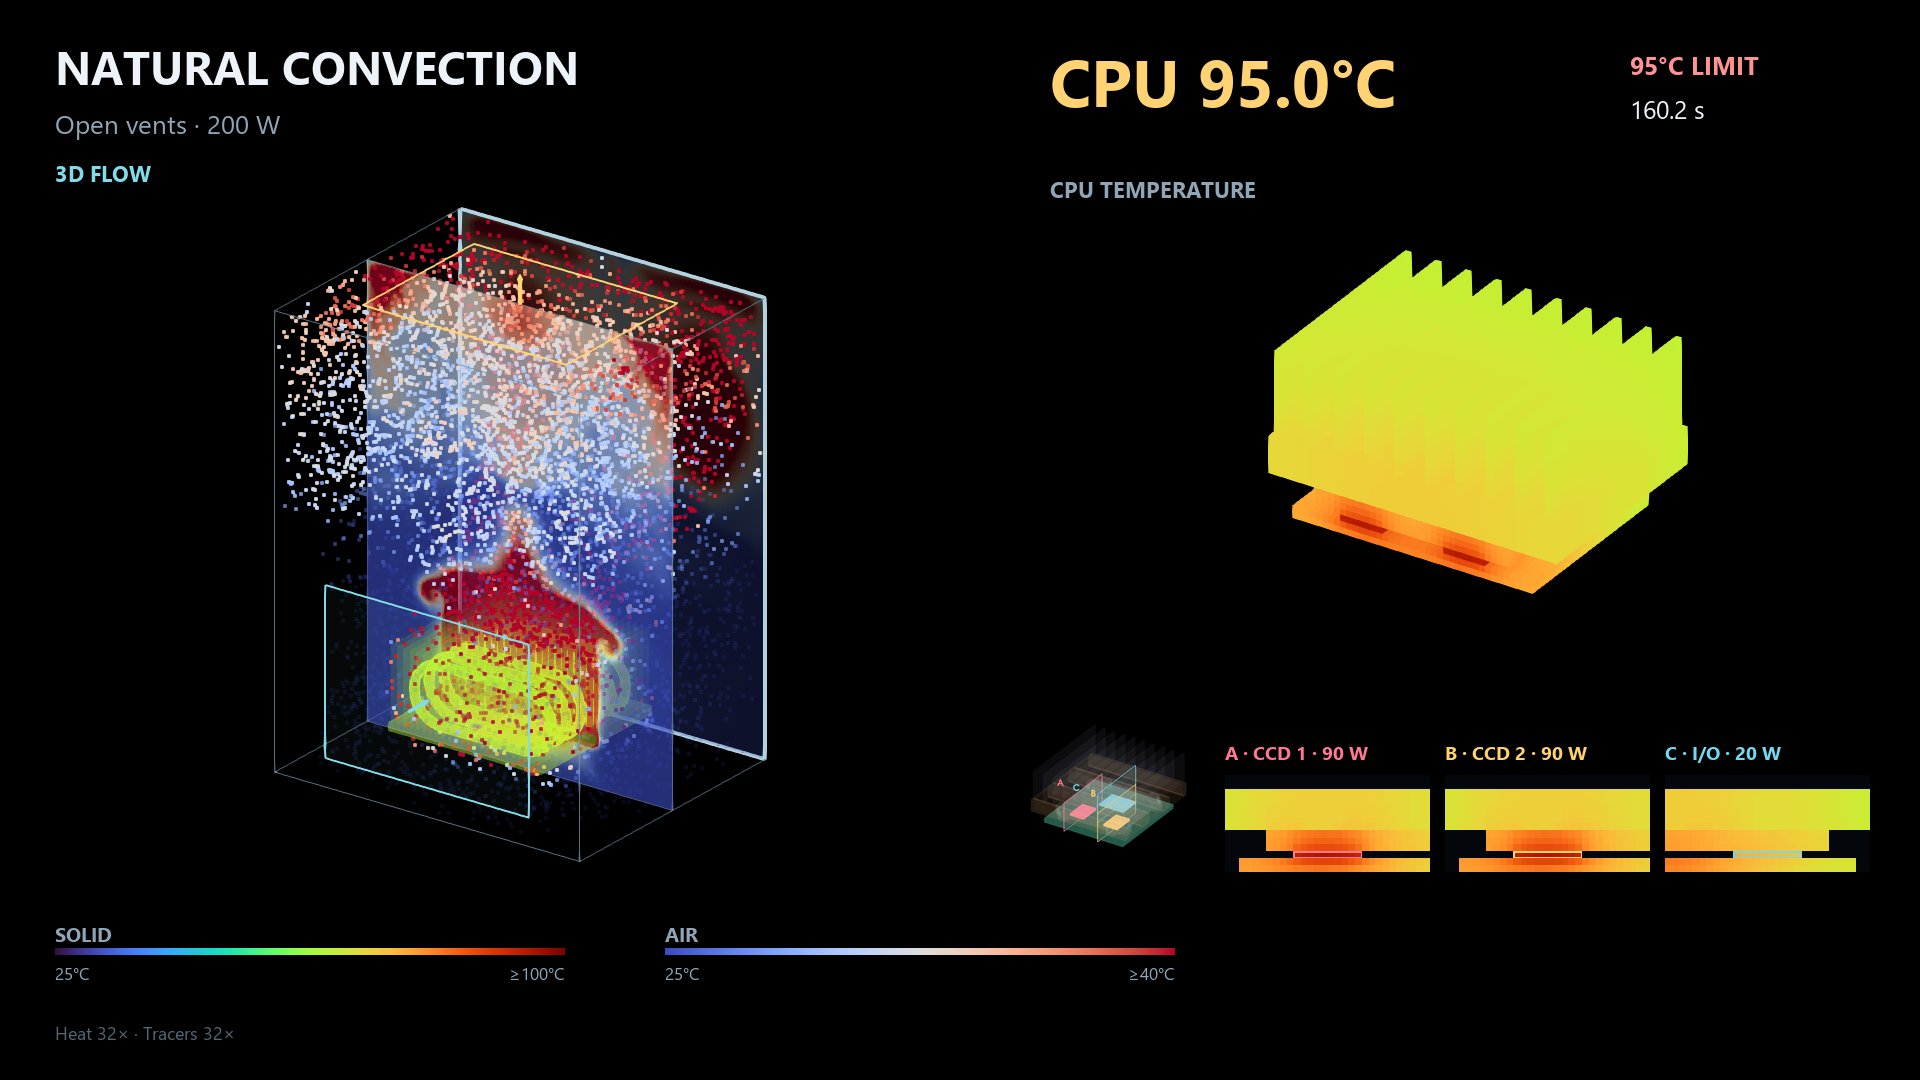 NATURAL CONVECTION
Open vents · 200 W
3D FLOW
CPU 95.0°C
95°C LIMIT
160.2 s
CPU TEMPERATURE
A
C
B
A · CCD 1 · 90 W
B · CCD 2 · 90 W
C · I/O · 20 W
SOLID
25°C
≥100°C
AIR
25°C
≥40°C
Heat 32× · Tracers 32×